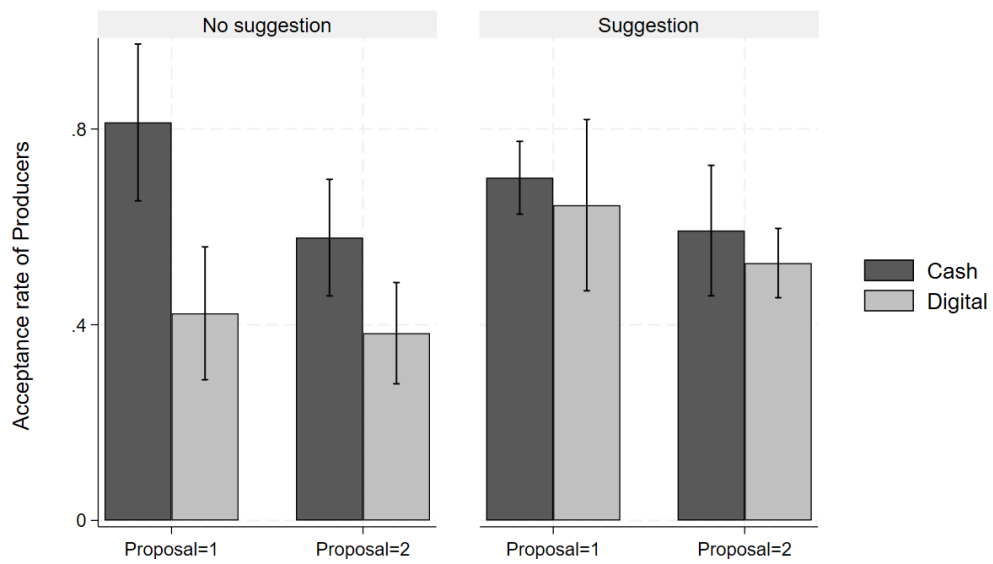 No suggestion
Suggestion
Acceptance rate of Producers
.8
.4
0
Proposal=1
Proposal=2
Proposal=1
Proposal=2
Cash
Digital